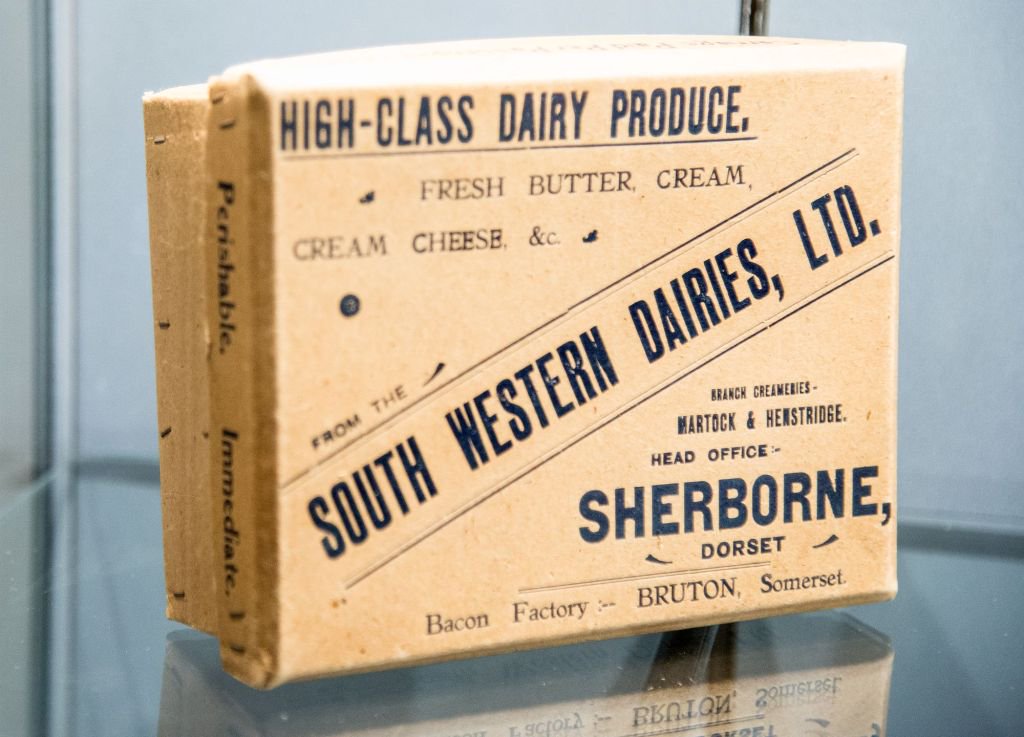 HIGH-CLASS DAIRY PRODUCE.
FRESH BUTTER, CREAM,
CREAM CHEESE, &c.
FROM THE
SOUTH WESTERN DAIRIES, LTD.
BRANCH CREAMERIES-
MARTOCK & HENSTRIDGE.
HEAD OFFICE:-
SHERBORNE,
DORSET
Bacon Factory :-- BRUTON, Somerset.
Perishable. Immediate.